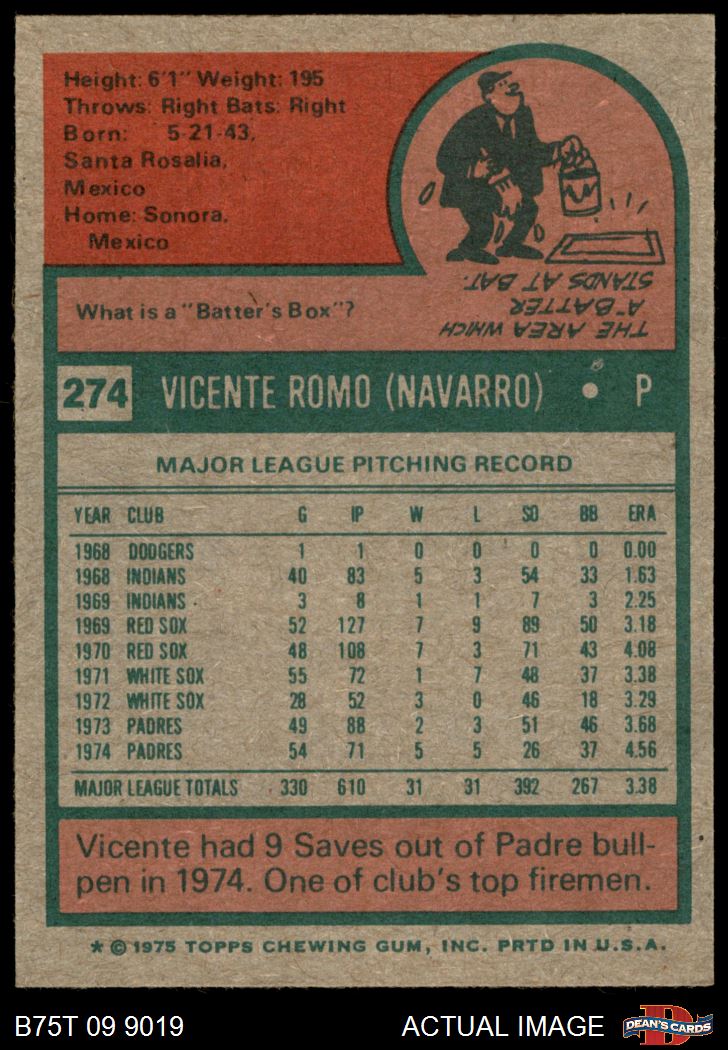 Height: 6'1" Weight: 195
Throws: Right Bats: Right
Born: 5-21-43,
Santa Rosalia,
Mexico
Home: Sonora,
Mexico
What is a "Batter's Box"?
THE AREA WHICH
A BATTER
STANDS AT BAT.
274 VICENTE ROMO (NAVARRO) • P
MAJOR LEAGUE PITCHING RECORD
YEAR CLUB G IP W L SO BB ERA
1968 DODGERS 1 1 0 0 0 0 0.00
1968 INDIANS 40 83 5 3 54 33 1.63
1969 INDIANS 3 8 1 1 7 3 2.25
1969 RED SOX 52 127 7 9 89 50 3.18
1970 RED SOX 48 108 7 3 71 43 4.08
1971 WHITE SOX 55 72 1 7 48 37 3.38
1972 WHITE SOX 28 52 3 0 46 18 3.29
1973 PADRES 49 88 2 3 51 46 3.68
1974 PADRES 54 71 5 5 26 37 4.56
MAJOR LEAGUE TOTALS 330 610 31 31 392 267 3.38
Vicente had 9 Saves out of Padre bull-
pen in 1974. One of club's top firemen.
* © 1975 TOPPS CHEWING GUM, INC. PRTD IN U.S.A.
B75T 09 9019 ACTUAL IMAGE D DEAN'S CARDS